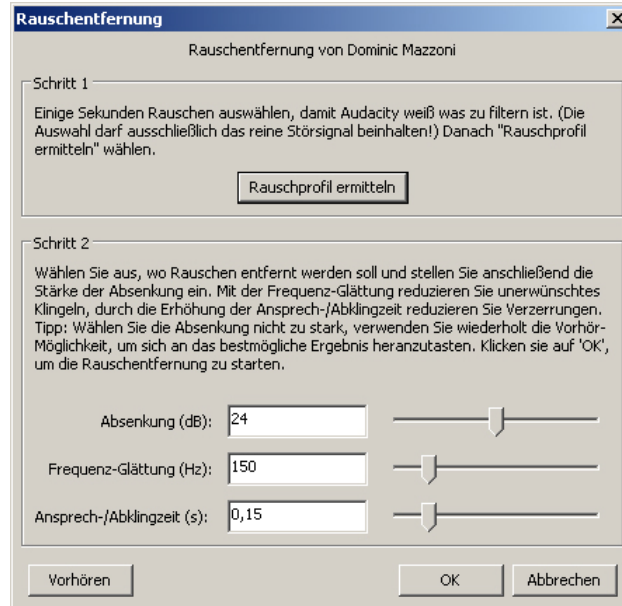 Rauschentfernung
Rauschentfernung von Dominic Mazzoni
Schritt 1
Einige Sekunden Rauschen auswählen, damit Audacity weiß was zu filtern ist. (Die
Auswahl darf ausschließlich das reine Störsignal beinhalten!) Danach "Rauschprofil
ermitteln" wählen.
Rauschprofil ermitteln
Schritt 2
Wählen Sie aus, wo Rauschen entfernt werden soll und stellen Sie anschließend die
Stärke der Absenkung ein. Mit der Frequenz-Glättung reduzieren Sie unerwünschtes
Klingeln, durch die Erhöhung der Ansprech-/Abklingzeit reduzieren Sie Verzerrungen.
Tipp: Wählen Sie die Absenkung nicht zu stark, verwenden Sie wiederholt die Vorhör-
Möglichkeit, um sich an das bestmögliche Ergebnis heranzutasten. Klicken sie auf 'OK',
um die Rauschentfernung zu starten.
Absenkung (dB): 24
Frequenz-Glättung (Hz): 150
Ansprech-/Abklingzeit (s): 0,15
Vorhören OK Abbrechen